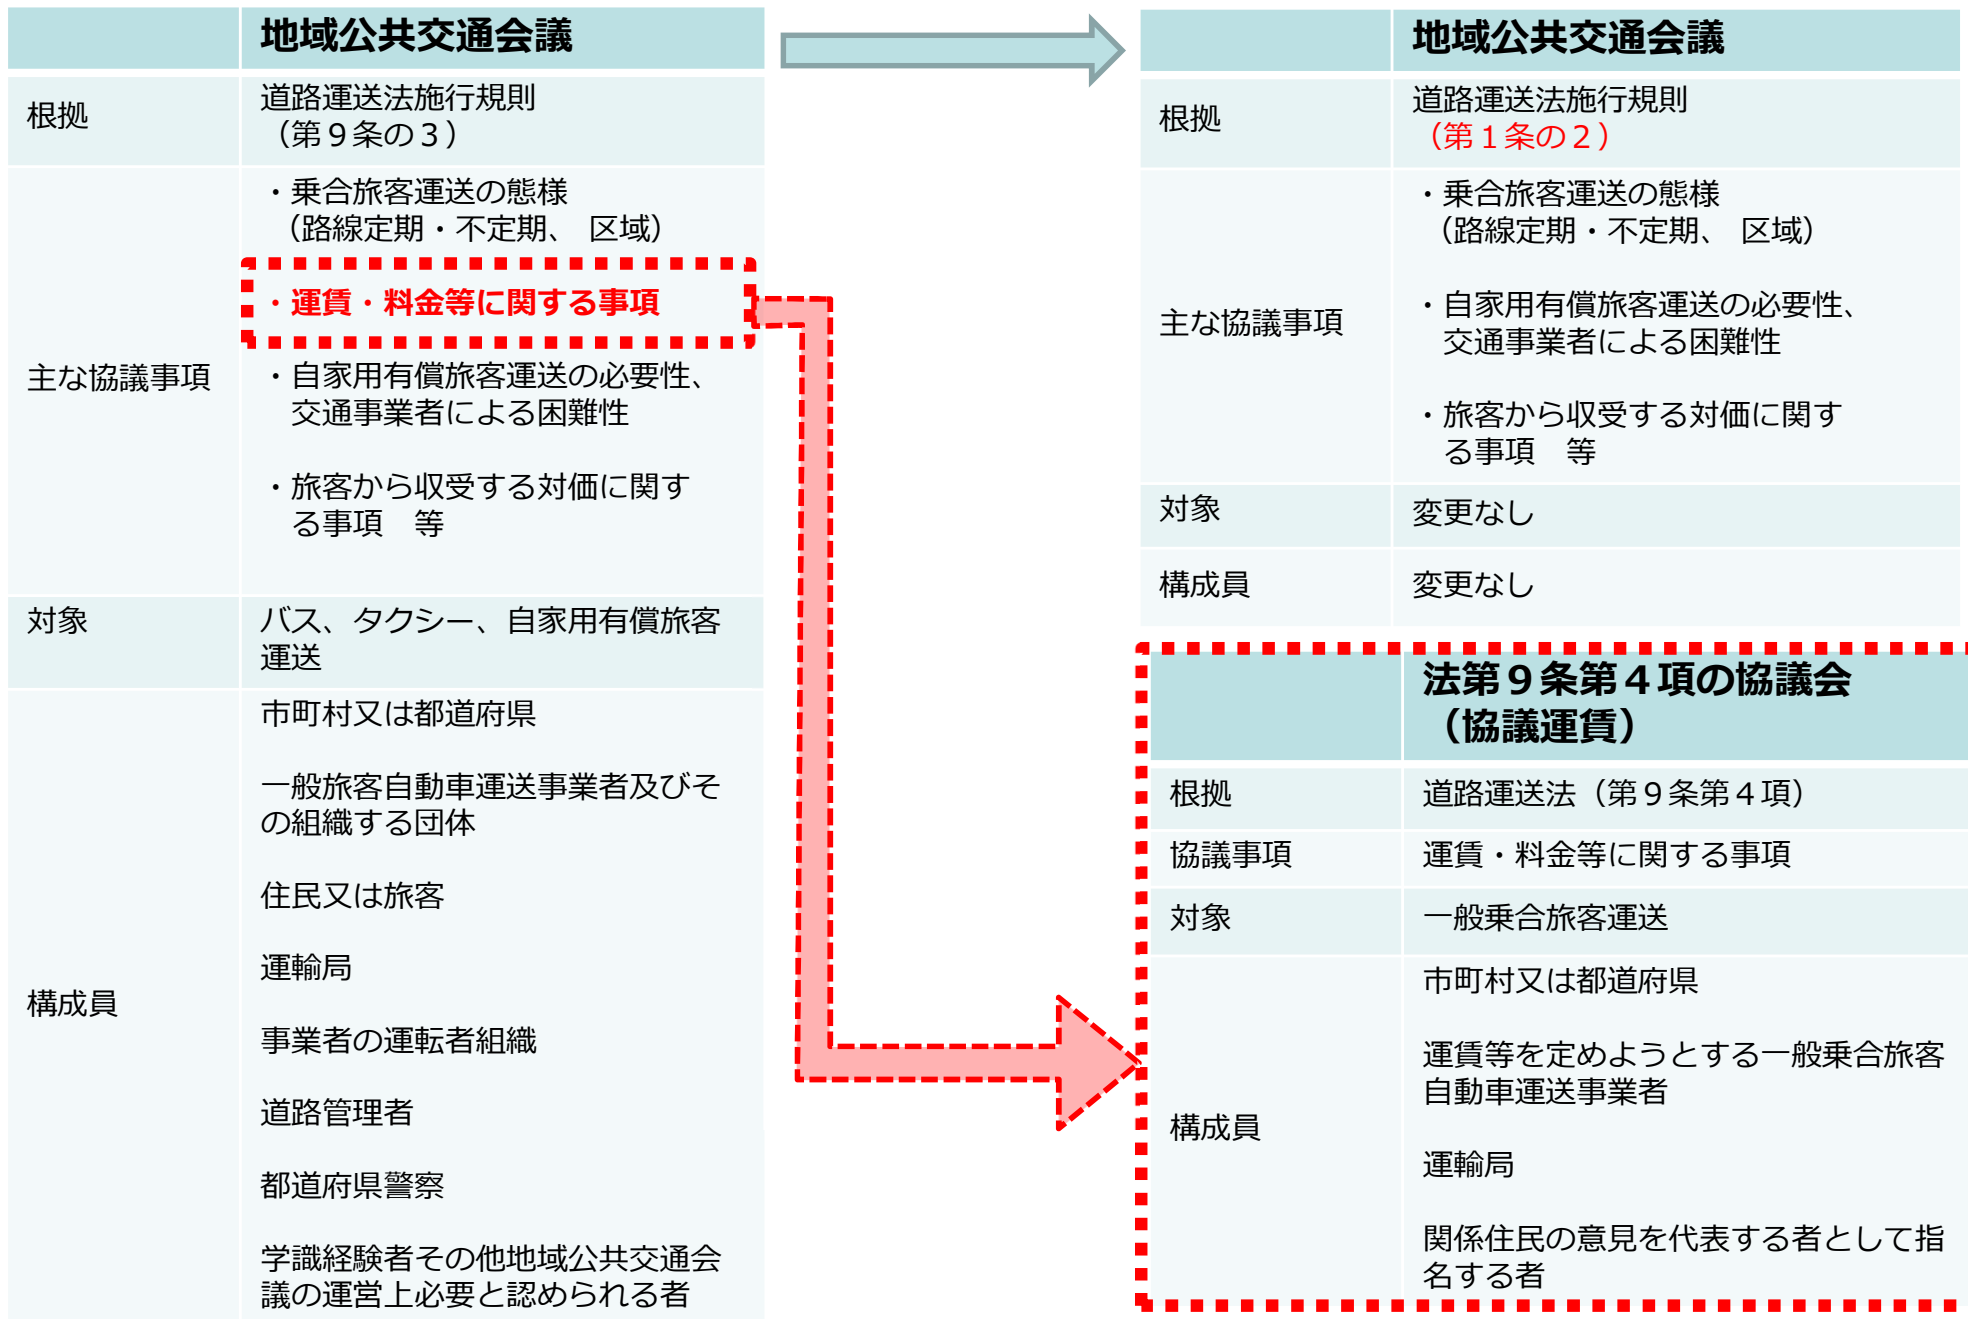 地域公共交通会議
根拠
道路運送法施行規則
（第９条の３）
主な協議事項
・乗合旅客運送の態様
（路線定期・不定期、 区域）
・運賃・料金等に関する事項
・自家用有償旅客運送の必要性、
交通事業者による困難性
・旅客から収受する対価に関す
る事項　等
対象
バス、タクシー、自家用有償旅客
運送
構成員
市町村又は都道府県
一般旅客自動車運送事業者及びそ
の組織する団体
住民又は旅客
運輸局
事業者の運転者組織
道路管理者
都道府県警察
学識経験者その他地域公共交通会
議の運営上必要と認められる者
地域公共交通会議
根拠
道路運送法施行規則
（第１条の２）
主な協議事項
・乗合旅客運送の態様
（路線定期・不定期、 区域）
・自家用有償旅客運送の必要性、
交通事業者による困難性
・旅客から収受する対価に関す
る事項　等
対象
変更なし
構成員
変更なし
法第９条第４項の協議会
（協議運賃）
根拠
道路運送法（第９条第４項）
協議事項
運賃・料金等に関する事項
対象
一般乗合旅客運送
構成員
市町村又は都道府県
運賃等を定めようとする一般乗合旅客
自動車運送事業者
運輸局
関係住民の意見を代表する者として指
名する者